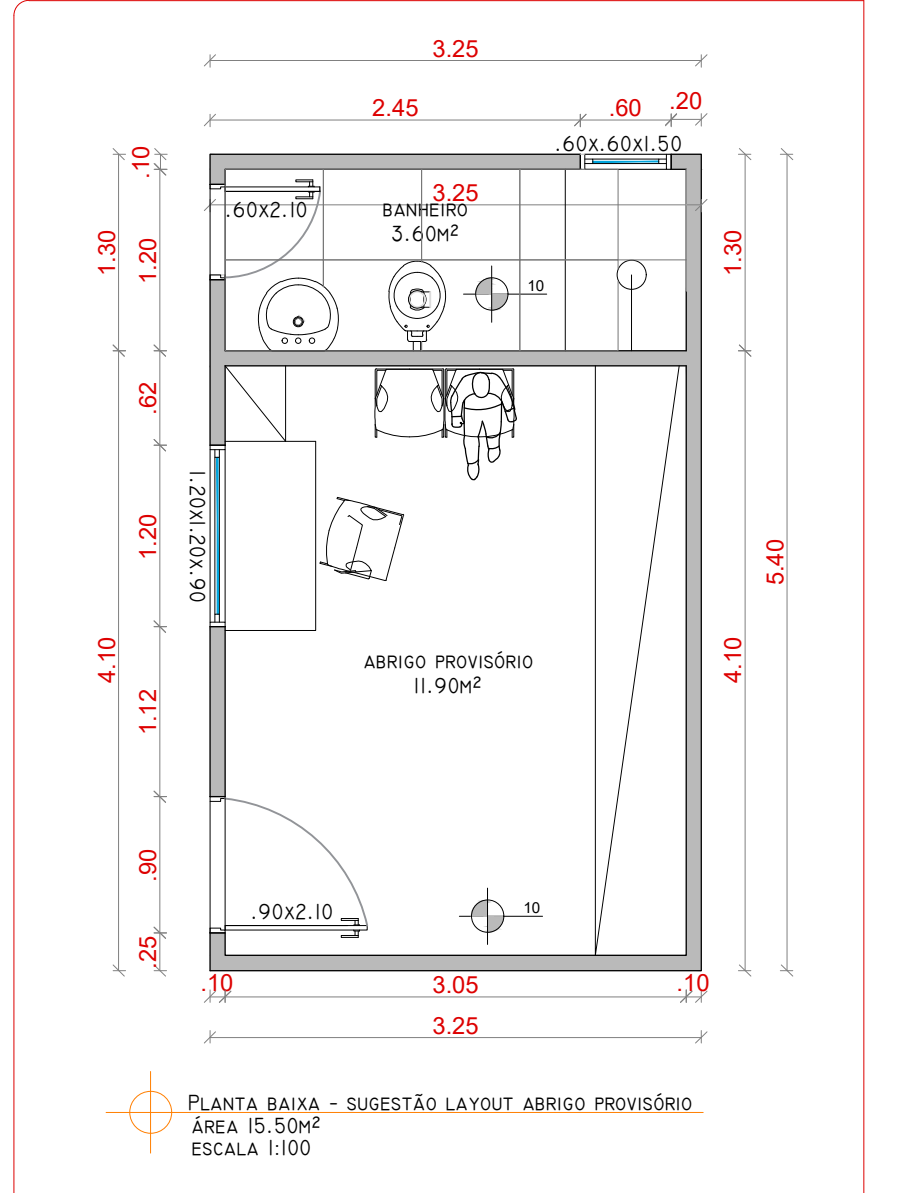 3.25
2.45
.60
.20
.60X.60X1.50
.10
3.25
.60X2.10
BANHEIRO
3.60M²
1.30
1.20
1.30
10
.62
1.20X1.20X.90
1.20
5.40
4.10
ABRIGO PROVISÓRIO
11.90M²
4.10
1.12
.90
.90X2.10
10
.25
.10
3.05
.10
3.25
PLANTA BAIXA - SUGESTÃO LAYOUT ABRIGO PROVISÓRIO
ÁREA 15.50M²
ESCALA 1:100